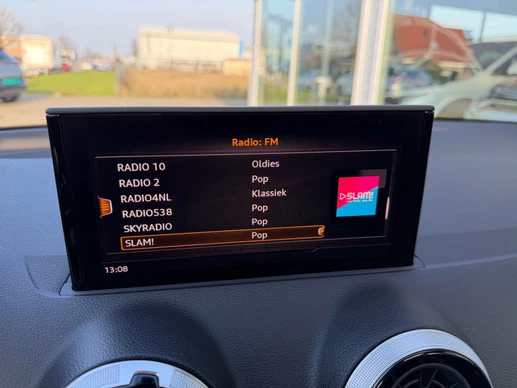 Radio: FM
RADIO 10 Oldies
RADIO 2 Pop
RADIO4NL Klassiek
RADIO538 Pop
SKYRADIO Pop
SLAM! Pop
SLAM!
13:08